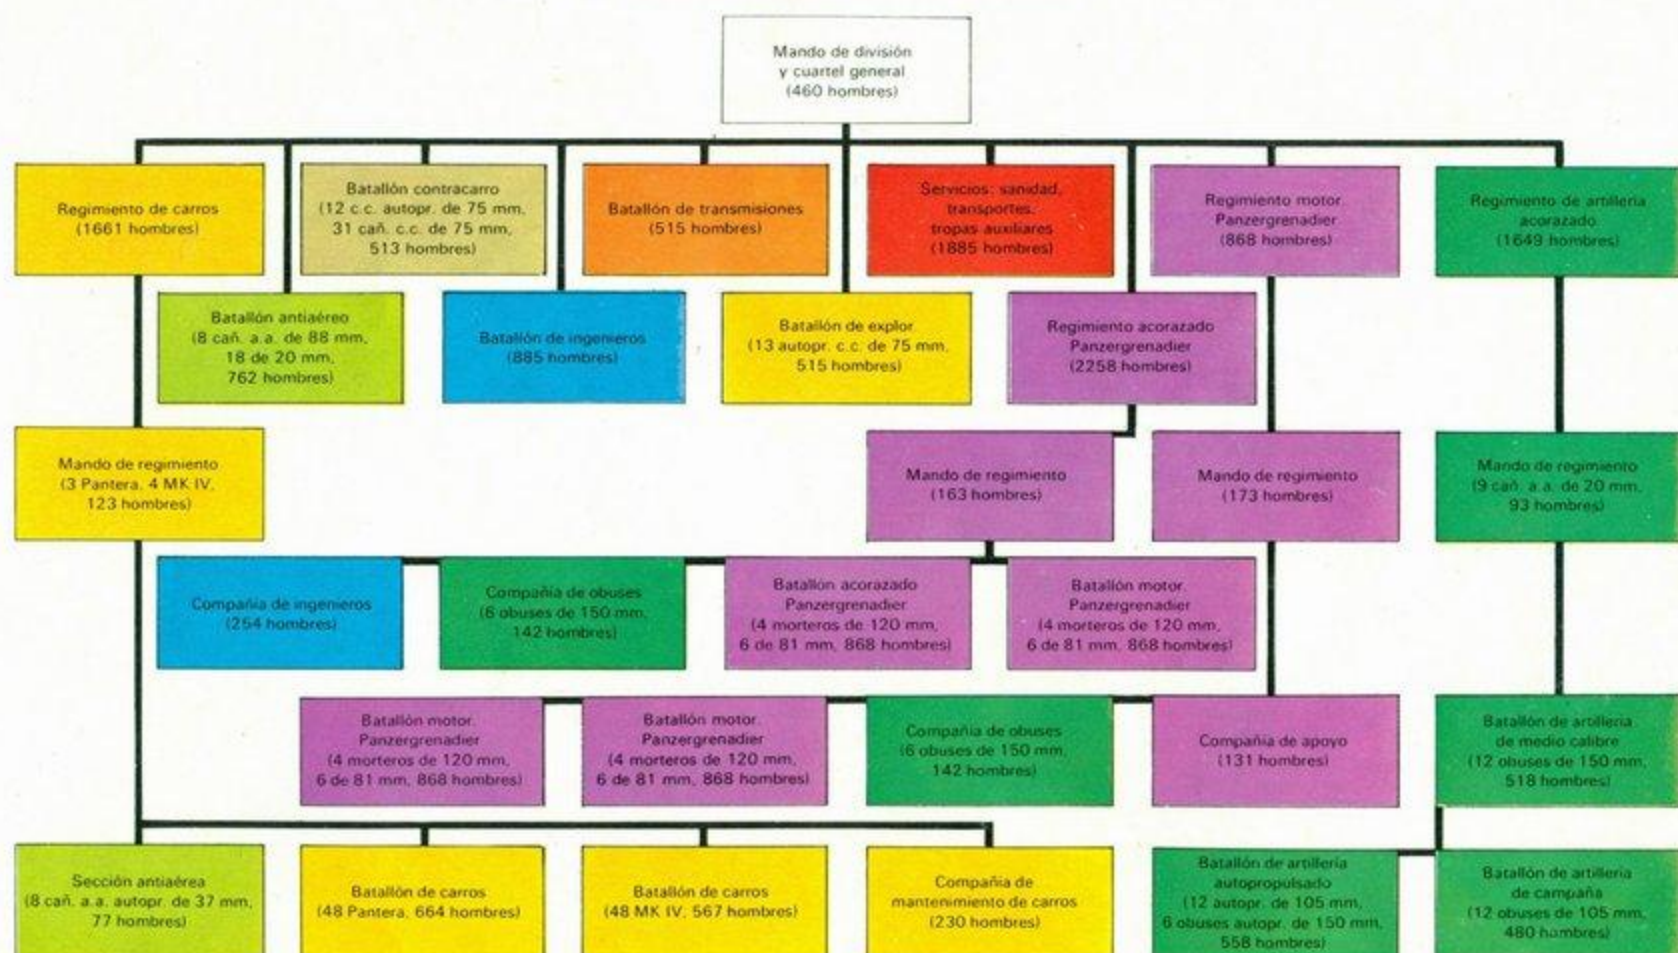 Mando de división
y cuartel general
(460 hombres)
Regimiento de carros
(1661 hombres)
Batallón contracarro
(12 c.c. autopr. de 75 mm,
31 cañ. c.c. de 75 mm,
513 hombres)
Batallón de transmisiones
(515 hombres)
Servicios: sanidad,
transportes,
tropas auxiliares
(1885 hombres)
Regimiento motor.
Panzergrenadier
(868 hombres)
Regimiento de artillería
acorazado
(1649 hombres)
Batallón antiaéreo
(8 cañ. a.a. de 88 mm,
18 de 20 mm,
762 hombres)
Batallón de ingenieros
(885 hombres)
Batallón de explor.
(13 autopr. c.c. de 75 mm,
515 hombres)
Regimiento acorazado
Panzergrenadier
(2258 hombres)
Mando de regimiento
(3 Pantera, 4 MK IV,
123 hombres)
Mando de regimiento
(163 hombres)
Mando de regimiento
(173 hombres)
Mando de regimiento
(9 cañ. a.a. de 20 mm,
93 hombres)
Compañía de ingenieros
(254 hombres)
Compañía de obuses
(6 obuses de 150 mm,
142 hombres)
Batallón acorazado
Panzergrenadier
(4 morteros de 120 mm,
6 de 81 mm, 868 hombres)
Batallón motor.
Panzergrenadier
(4 morteros de 120 mm,
6 de 81 mm, 868 hombres)
Batallón motor.
Panzergrenadier
(4 morteros de 120 mm,
6 de 81 mm, 868 hombres)
Batallón motor.
Panzergrenadier
(4 morteros de 120 mm,
6 de 81 mm, 868 hombres)
Compañía de obuses
(6 obuses de 150 mm,
142 hombres)
Compañía de apoyo
(131 hombres)
Batallón de artillería
de medio calibre
(12 obuses de 150 mm,
518 hombres)
Sección antiaérea
(8 cañ. a.a. autopr. de 37 mm,
77 hombres)
Batallón de carros
(48 Pantera, 664 hombres)
Batallón de carros
(48 MK IV, 567 hombres)
Compañía de
mantenimiento de carros
(230 hombres)
Batallón de artillería
autopropulsado
(12 autopr. de 105 mm,
6 obuses autopr. de 150 mm,
558 hombres)
Batallón de artillería
de campaña
(12 obuses de 105 mm,
480 hombres)